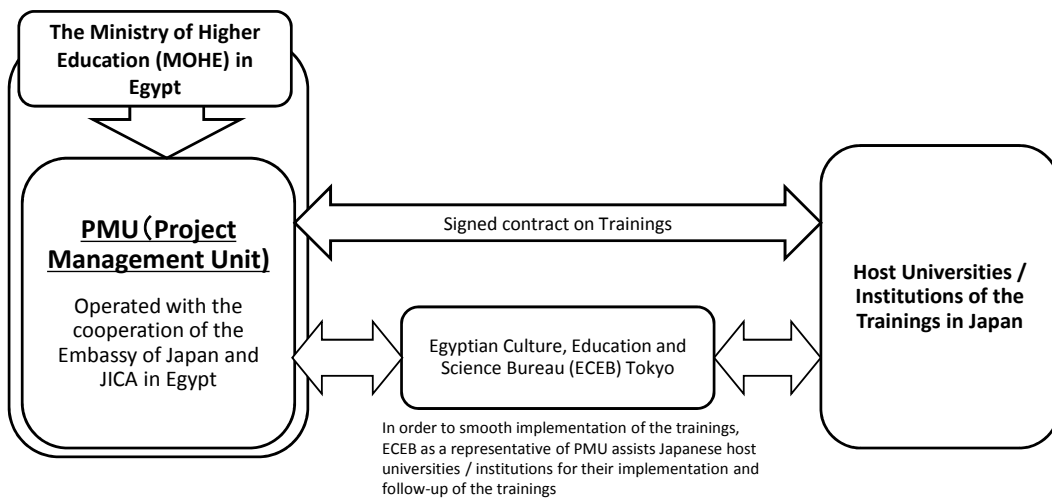 The Ministry of Higher
Education (MOHE) in
Egypt
PMU（Project
Management Unit)
Operated with the
cooperation of the
Embassy of Japan and
JICA in Egypt
Signed contract on Trainings
Egyptian Culture, Education and
Science Bureau (ECEB) Tokyo
In order to smooth implementation of the trainings,
ECEB as a representative of PMU assists Japanese host
universities / institutions for their implementation and
follow-up of the trainings
Host Universities /
Institutions of the
Trainings in Japan